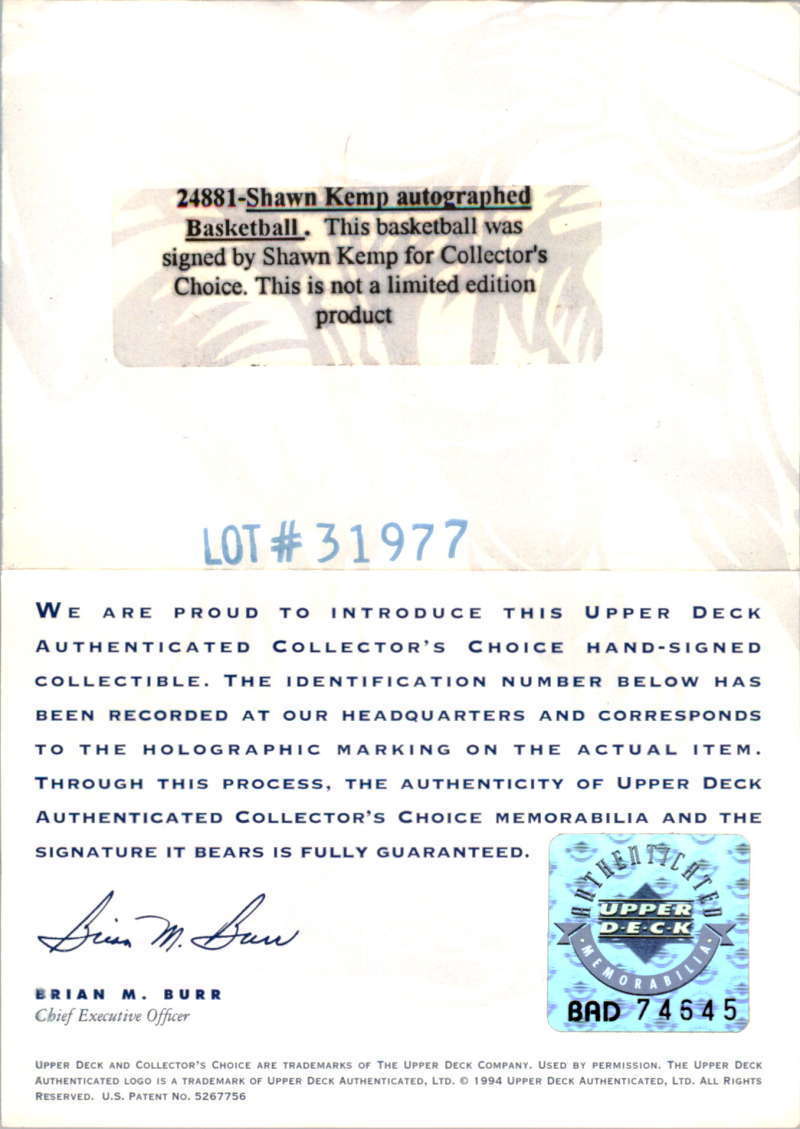 24881-Shawn Kemp autographed
Basketball. This basketball was
signed by Shawn Kemp for Collector's
Choice. This is not a limited edition
product
LOT # 31977
WE ARE PROUD TO INTRODUCE THIS UPPER DECK
AUTHENTICATED COLLECTOR'S CHOICE HAND-SIGNED
COLLECTIBLE. THE IDENTIFICATION NUMBER BELOW HAS
BEEN RECORDED AT OUR HEADQUARTERS AND CORRESPONDS
TO THE HOLOGRAPHIC MARKING ON THE ACTUAL ITEM.
THROUGH THIS PROCESS, THE AUTHENTICITY OF UPPER DECK
AUTHENTICATED COLLECTOR'S CHOICE MEMORABILIA AND THE
SIGNATURE IT BEARS IS FULLY GUARANTEED.
Brian M. Burr
BRIAN M. BURR
Chief Executive Officer
AUTHENTICATED
UPPER
DECK
MEMORABILIA
BAD 74645
UPPER DECK AND COLLECTOR'S CHOICE ARE TRADEMARKS OF THE UPPER DECK COMPANY. USED BY PERMISSION. THE UPPER DECK
AUTHENTICATED LOGO IS A TRADEMARK OF UPPER DECK AUTHENTICATED, LTD. © 1994 UPPER DECK AUTHENTICATED, LTD. ALL RIGHTS
RESERVED. U.S. PATENT NO. 5267756